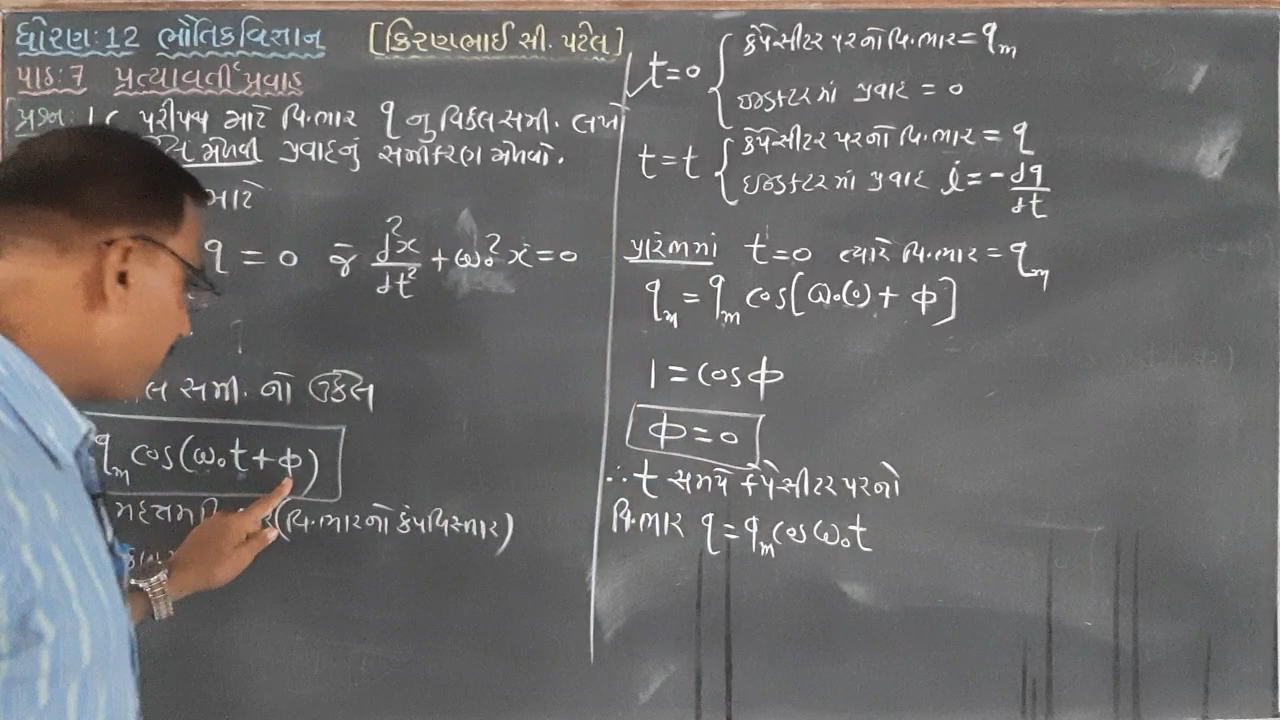 ધોરણ:12 ભૌતિકવિજ્ઞાન [કિરણભાઈ સી. પટેલ]
પાઠ:7 પ્રત્યાવર્તી પ્રવાહ
પ્રશ્ન: LC પરીપથ માટે વિ.ભાર q નુ વિકલ સમી. લખો
મેળવી પ્રવાહનું સમીકરણ મેળવો.
માટે
q = 0 જે d²x/dt² + ω₀²x = 0
સમી. નો ઉકેલ
qₘ cos(ω₀t + ϕ)
(વિ.ભારનો કંપવિસ્તાર)
t=0 { કેપેસીટર પરનો વિ.ભાર = qₘ
ઇન્ડક્ટરમાં પ્રવાહ = 0
t=t { કેપેસીટર પરનો વિ.ભાર = q
ઇન્ડક્ટરમાં પ્રવાહ i = -dq/dt
પ્રારંભમાં t=0 ત્યારે વિ.ભાર = qₘ
qₘ = qₘ cos[ω₀(0) + ϕ]
1 = cos ϕ
ϕ = 0
∴ t સમયે કેપેસીટર પરનો
વિ.ભાર q = qₘ cos ω₀t